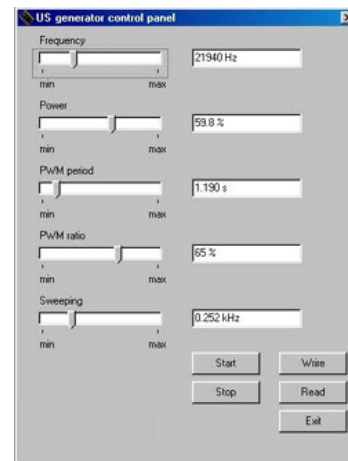 US generator control panel
Frequency
21940 Hz
min max
Power
59.8 %
min max
PWM period
1.190 s
min max
PWM ratio
65 %
min max
Sweeping
0.252 kHz
min max
Start Write
Stop Read
Exit